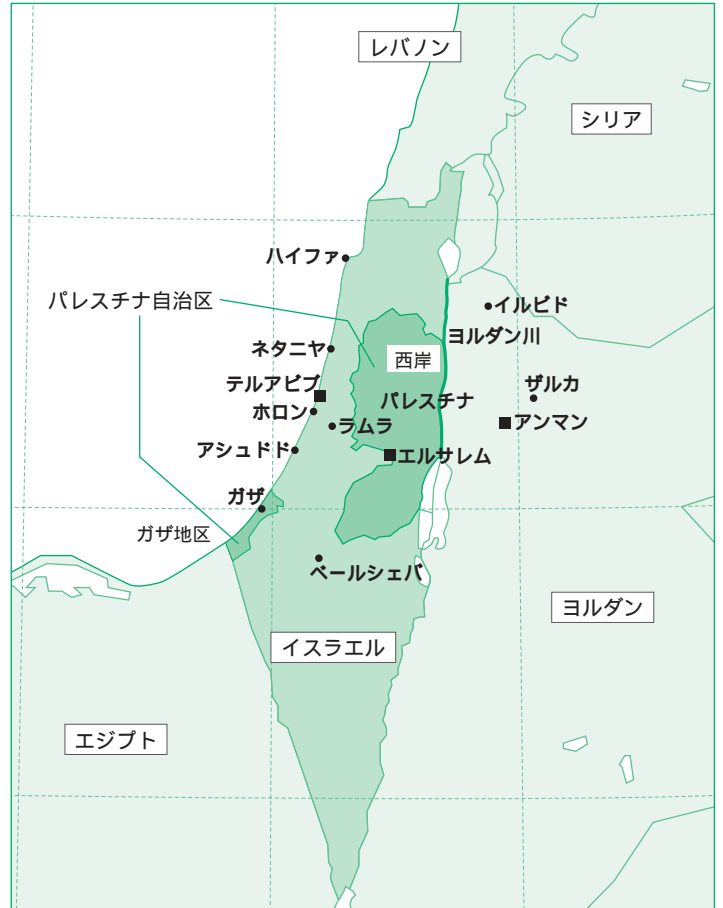 レバノン
シリア
ハイファ
パレスチナ自治区
イルビド
ヨルダン川
ネタニヤ
西岸
テルアビブ
パレスチナ
ザルカ
ホロン
ラムラ
アンマン
アシュドド
エルサレム
ガザ
ガザ地区
ベールシェバ
ヨルダン
イスラエル
エジプト